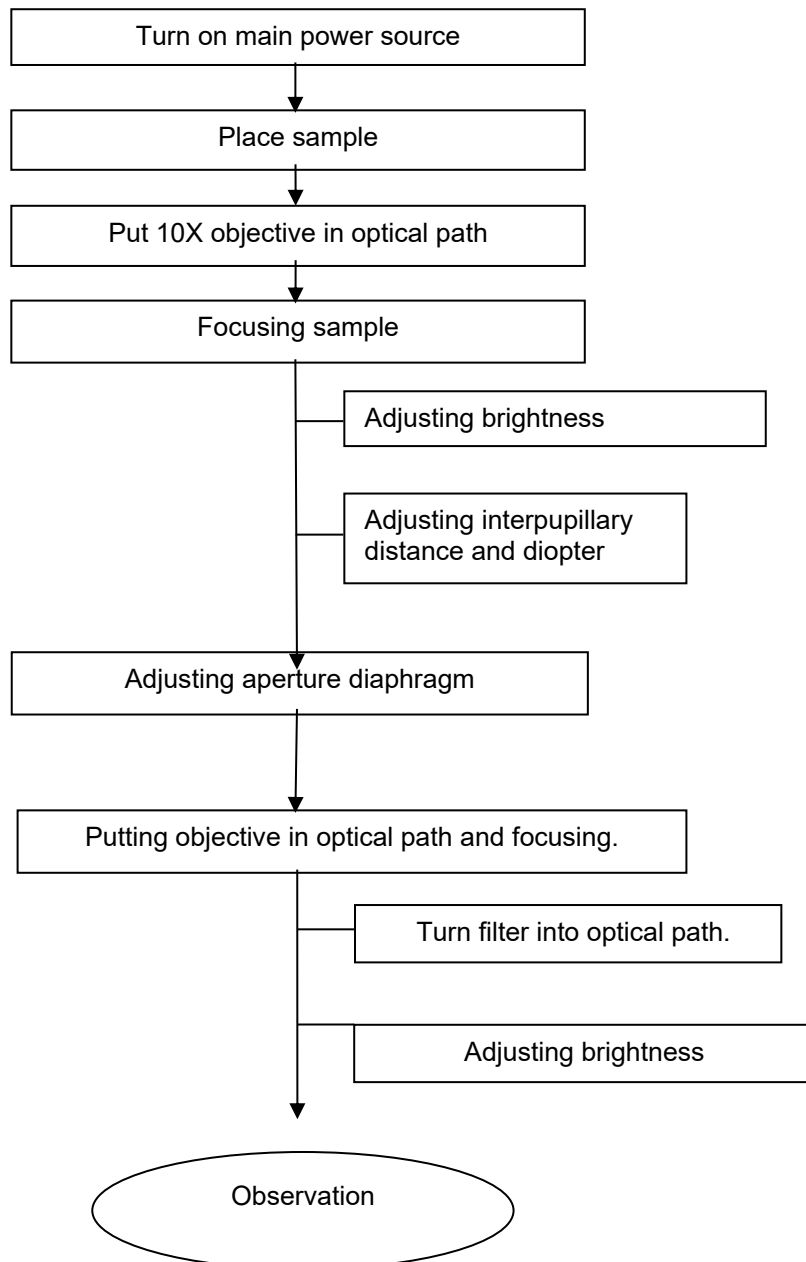 Turn on main power source
Place sample
Put 10X objective in optical path
Focusing sample
Adjusting brightness
Adjusting interpupillary
distance and diopter
Adjusting aperture diaphragm
Putting objective in optical path and focusing.
Turn filter into optical path.
Adjusting brightness
Observation